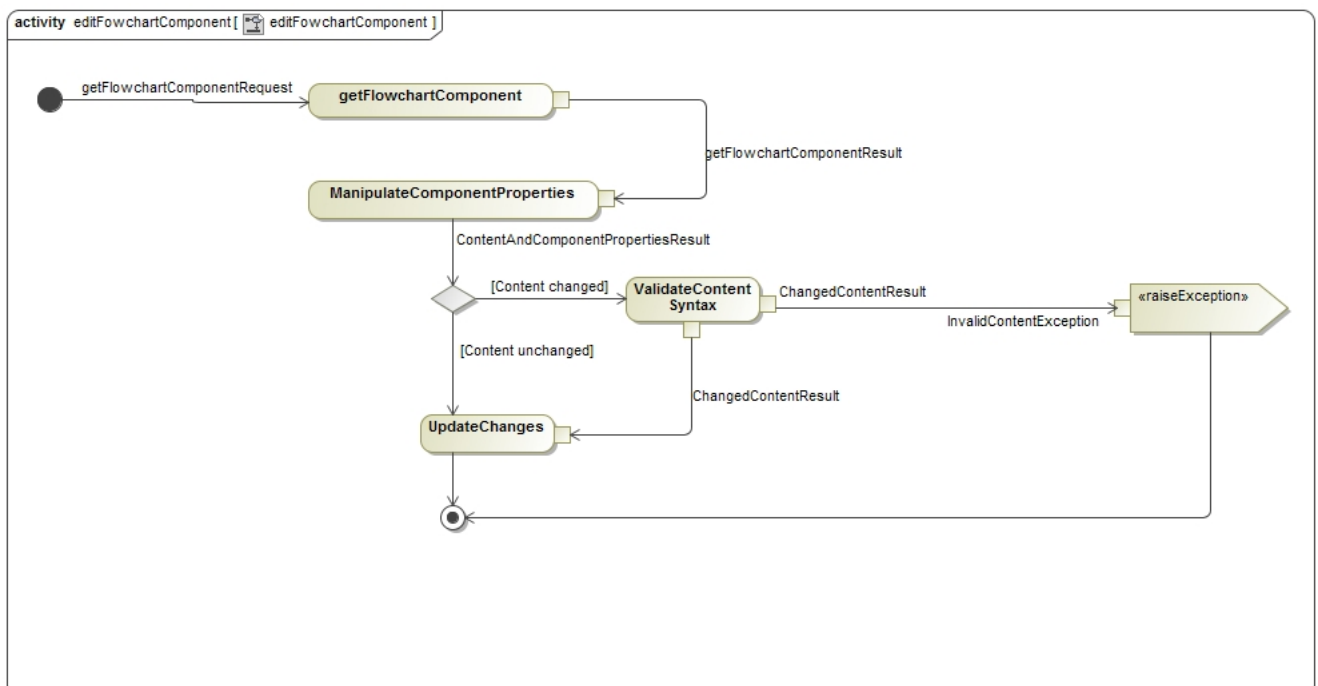 activity editFowchartComponent [ editFowchartComponent ]
getFlowchartComponentRequest
getFlowchartComponent
getFlowchartComponentResult
ManipulateComponentProperties
ContentAndComponentPropertiesResult
[Content changed]
ValidateContent
Syntax
ChangedContentResult
«raiseException»
InvalidContentException
[Content unchanged]
ChangedContentResult
UpdateChanges